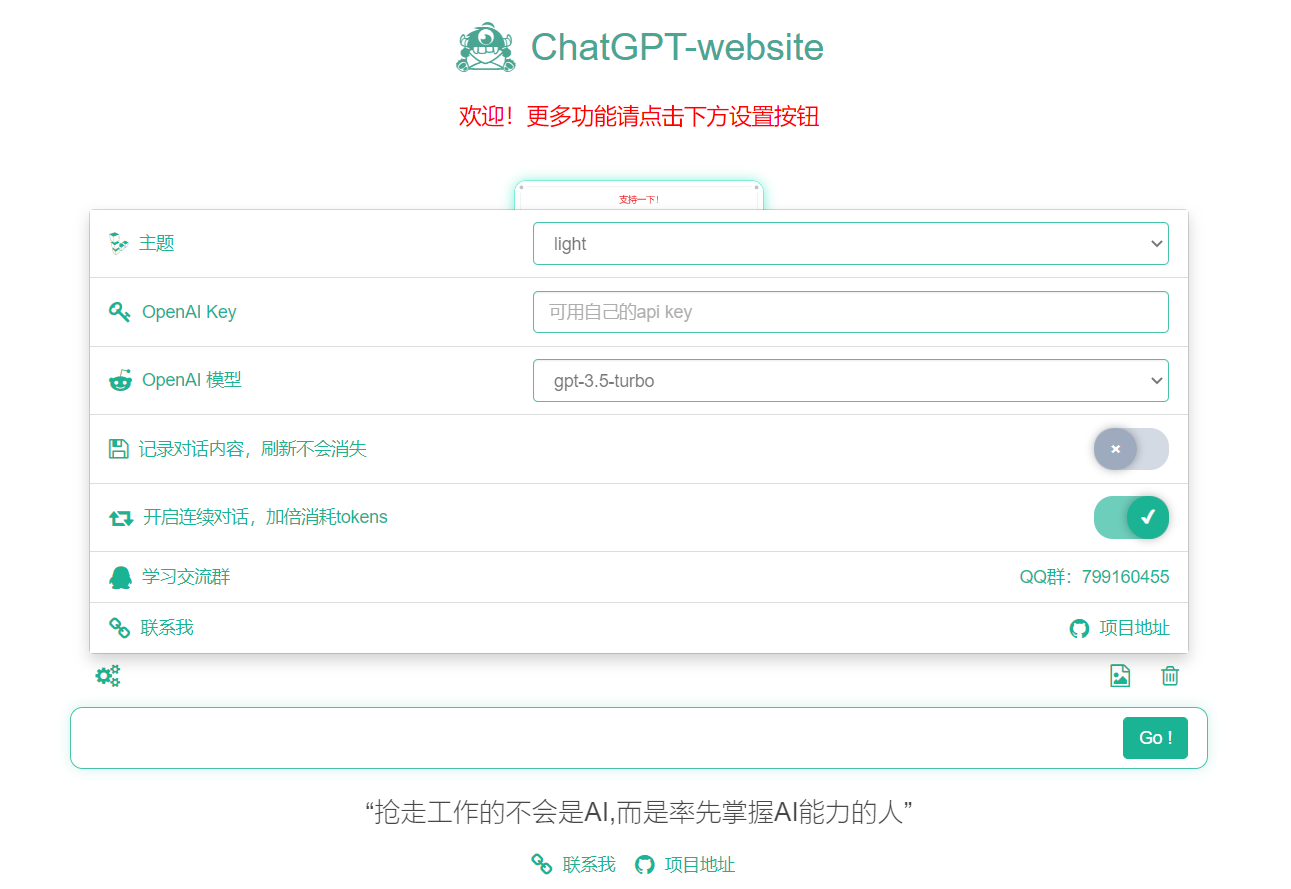 ChatGPT-website
欢迎！更多功能请点击下方设置按钮
支持一下！
主题 light
OpenAI Key 可用自己的api key
OpenAI 模型 gpt-3.5-turbo
记录对话内容，刷新不会消失
开启连续对话，加倍消耗tokens
学习交流群 QQ群：799160455
联系我 项目地址
Go !
“抢走工作的不会是AI,而是率先掌握AI能力的人”
联系我 项目地址